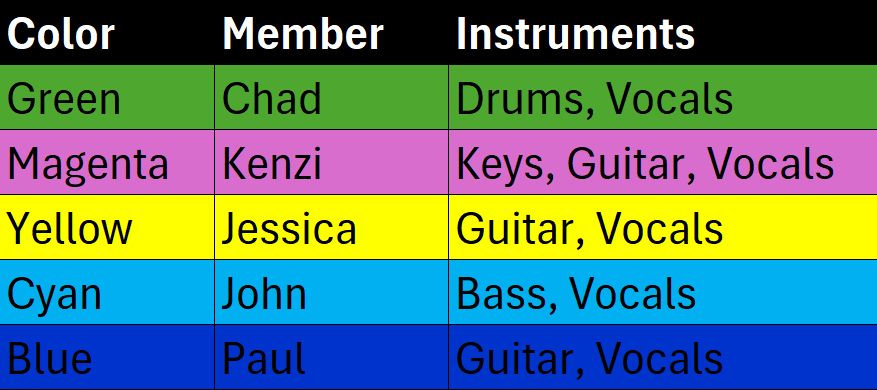 Color Member Instruments
Green Chad Drums, Vocals
Magenta Kenzi Keys, Guitar, Vocals
Yellow Jessica Guitar, Vocals
Cyan John Bass, Vocals
Blue Paul Guitar, Vocals